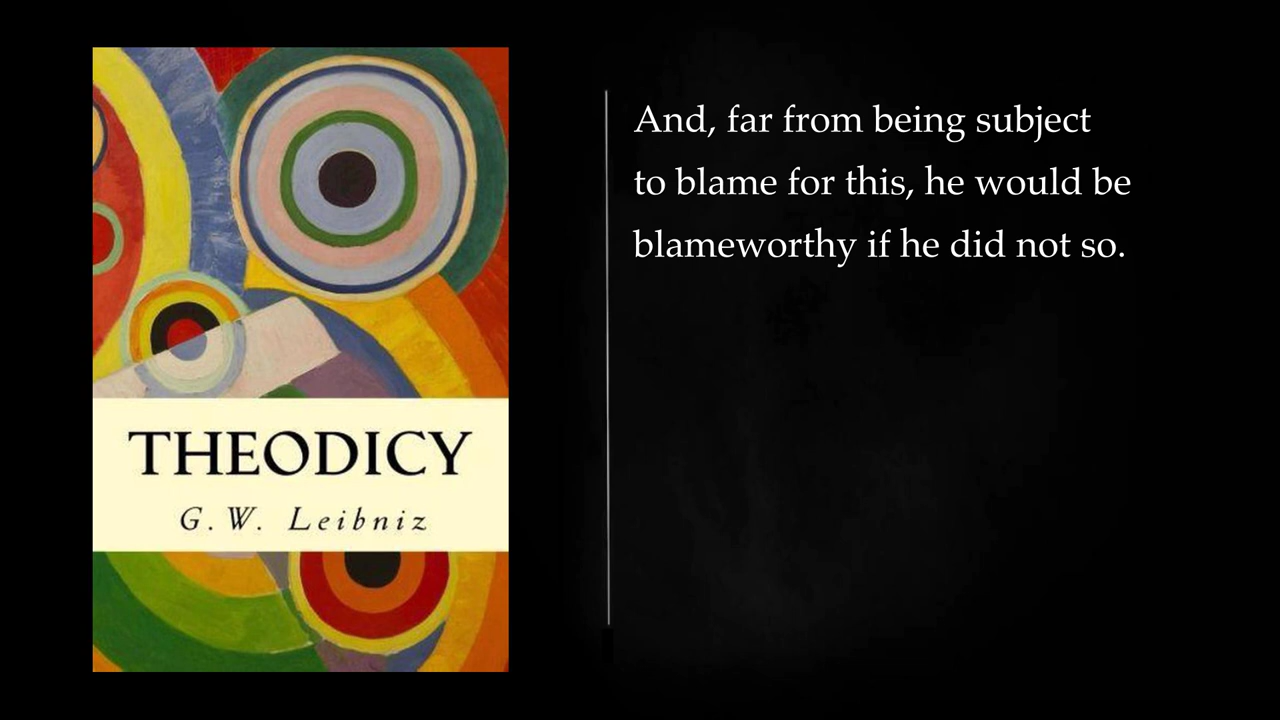 THEODICY
G. W. Leibniz
And, far from being subject
to blame for this, he would be
blameworthy if he did not so.